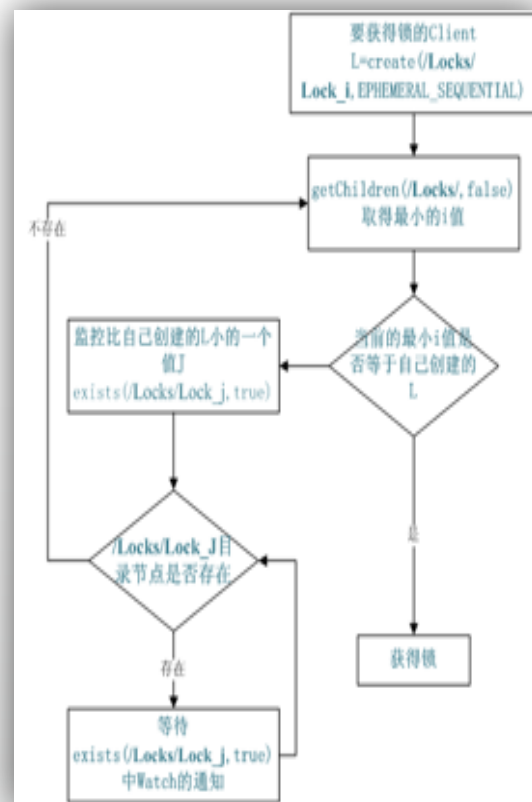 要获得锁的Client
L=create(/Locks/
Lock_i,EPHEMERAL_SEQUENTIAL)
getChildren(/Locks/,false)
取得最小的i值
不存在
当前的最小i值是
否等于自己创建的
L
监控比自己创建的L小的一个
值J
exists(/Locks/Lock_j,true)
/Locks/Lock_J目
录节点是否存在
是
存在
获得锁
等待
exists(/Locks/Lock_j,true)
中Watch的通知